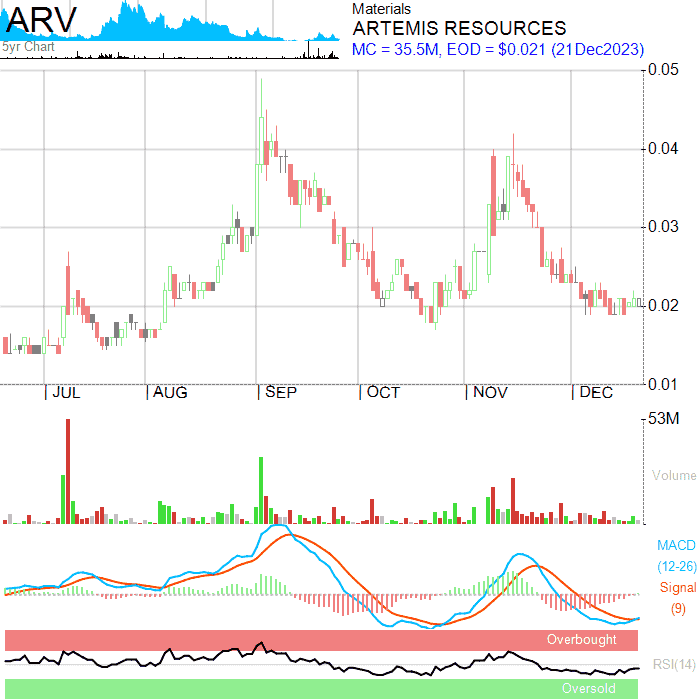 ARV
5yr Chart
Materials
ARTEMIS RESOURCES
MC = 35.5M, EOD = $0.021 (21Dec2023)
0.05
0.04
0.03
0.02
0.01
JUL AUG SEP OCT NOV DEC
53M
Volume
MACD
(12-26)
Signal
(9)
Overbought
RSI(14)
Oversold